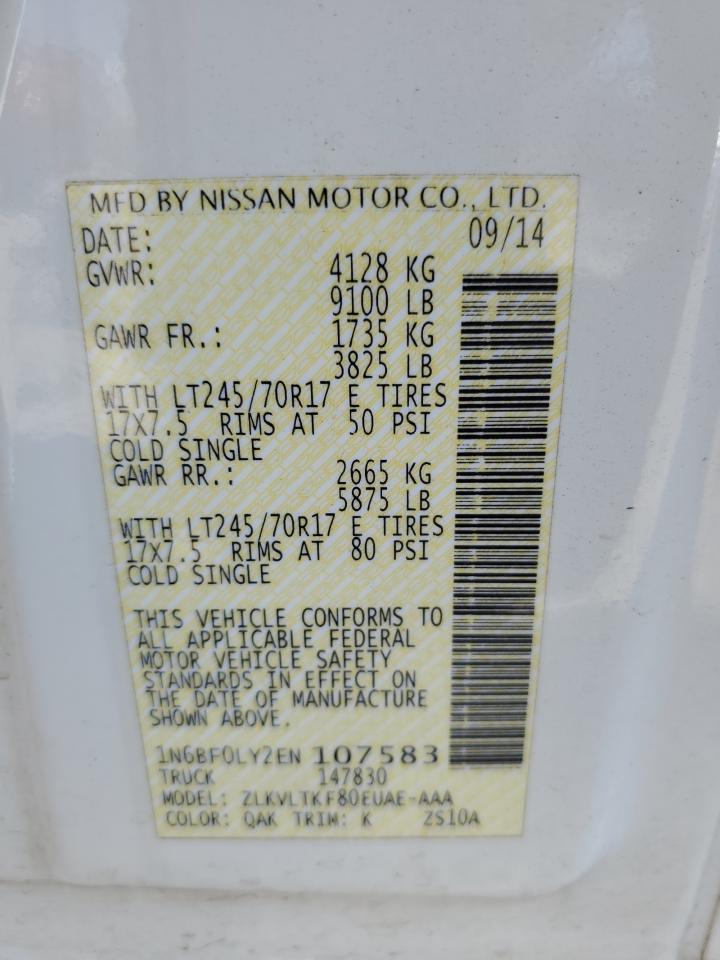 MFD BY NISSAN MOTOR CO., LTD.
DATE: 09/14
GVWR: 4128 KG
9100 LB
GAWR FR.: 1735 KG
3825 LB
WITH LT245/70R17 E TIRES
17X7.5 RIMS AT 50 PSI
COLD SINGLE
GAWR RR.: 2665 KG
5875 LB
WITH LT245/70R17 E TIRES
17X7.5 RIMS AT 80 PSI
COLD SINGLE
THIS VEHICLE CONFORMS TO
ALL APPLICABLE FEDERAL
MOTOR VEHICLE SAFETY
STANDARDS IN EFFECT ON
THE DATE OF MANUFACTURE
SHOWN ABOVE.
1N6BF0LY2EN 107583
TRUCK 147830
MODEL: ZLKVLTKF80EUAE-AAA
COLOR: QAK TRIM: K ZS10A